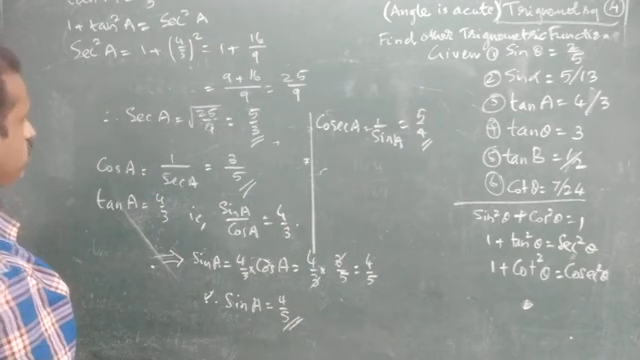 1 + tan²A = Sec²A
Sec²A = 1 + (4/3)² = 1 + 16/9
= 9 + 16/9 = 25/9
∴ Sec A = √25/9 = 5/3
Cos A = 1/Sec A = 3/5
tan A = 4/3 ie, Sin A/Cos A = 4/3
⇒ Sin A = 4/3 × Cos A = 4/3 × 3/5 = 4/5
∴ Sin A = 4/5
Cosec A = 1/Sin A = 5/4
(Angle is acute) Trigonometry ④
Find other Trigonometric Function
Given ① Sin θ =
② Sin α = 5/13
③ tan A = 4/3
④ tan θ = 3
⑤ tan B = 1/2
⑥ Cot θ = 7/24
Sin²θ + Cos²θ = 1
1 + tan²θ = Sec²θ
1 + Cot²θ = Cosec²θ